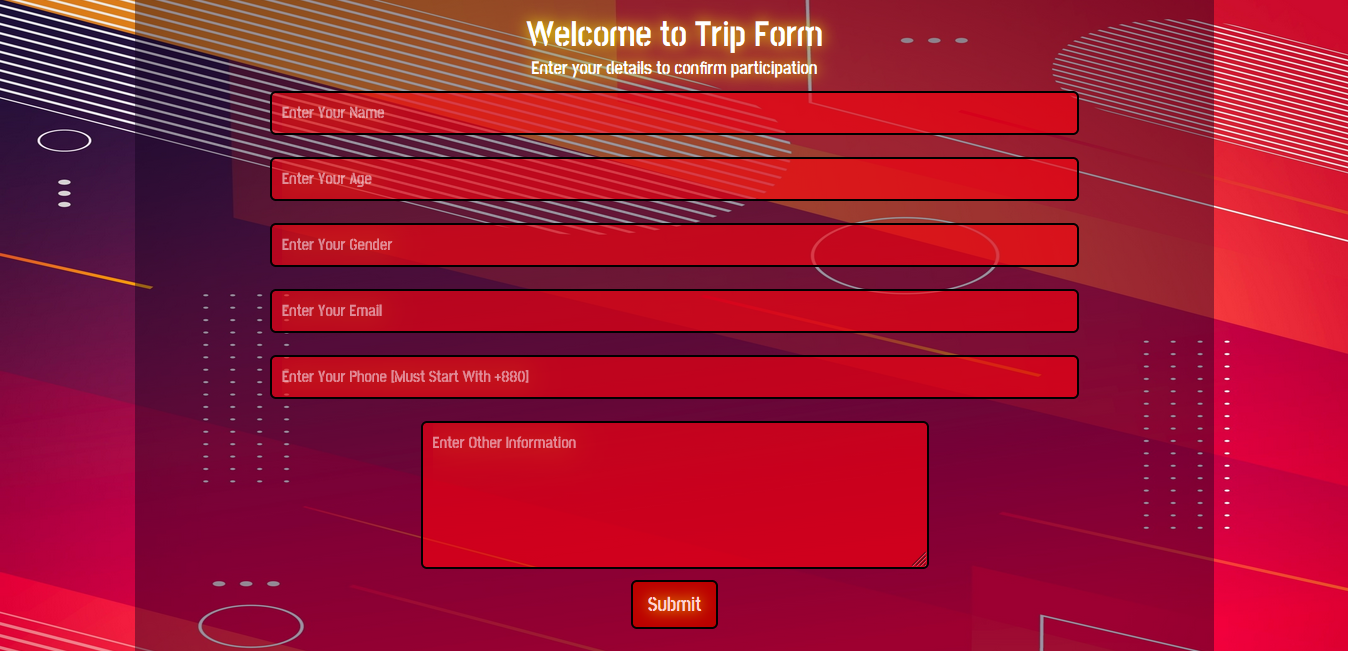 Welcome to Trip Form
Enter your details to confirm participation
Enter Your Name
Enter Your Age
Enter Your Gender
Enter Your Email
Enter Your Phone [Must Start With +880]
Enter Other Information
Submit